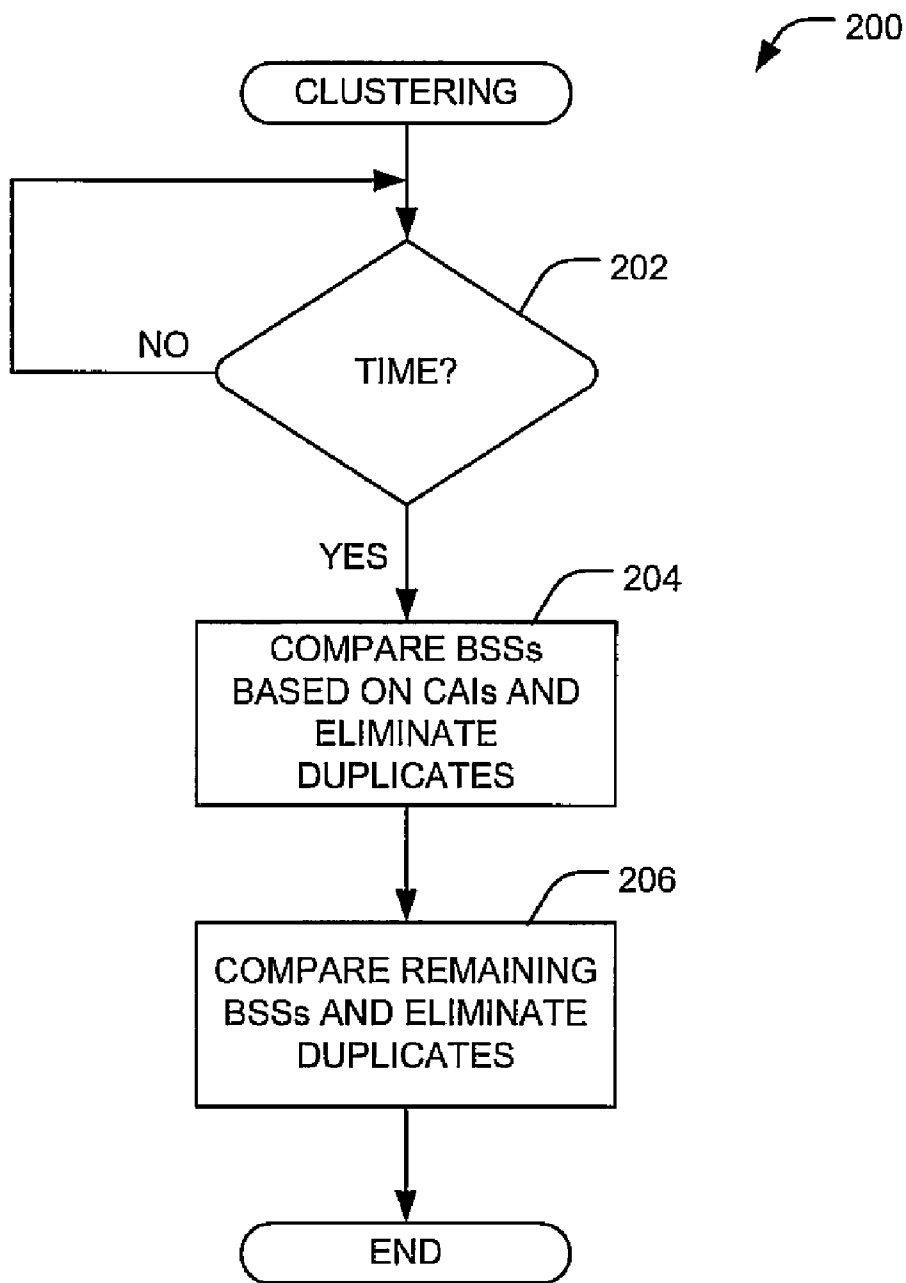 200
CLUSTERING
202
NO
TIME?
YES
204
COMPARE BSSs
BASED ON CAIs AND
ELIMINATE
DUPLICATES
206
COMPARE REMAINING
BSSs AND ELIMINATE
DUPLICATES
END